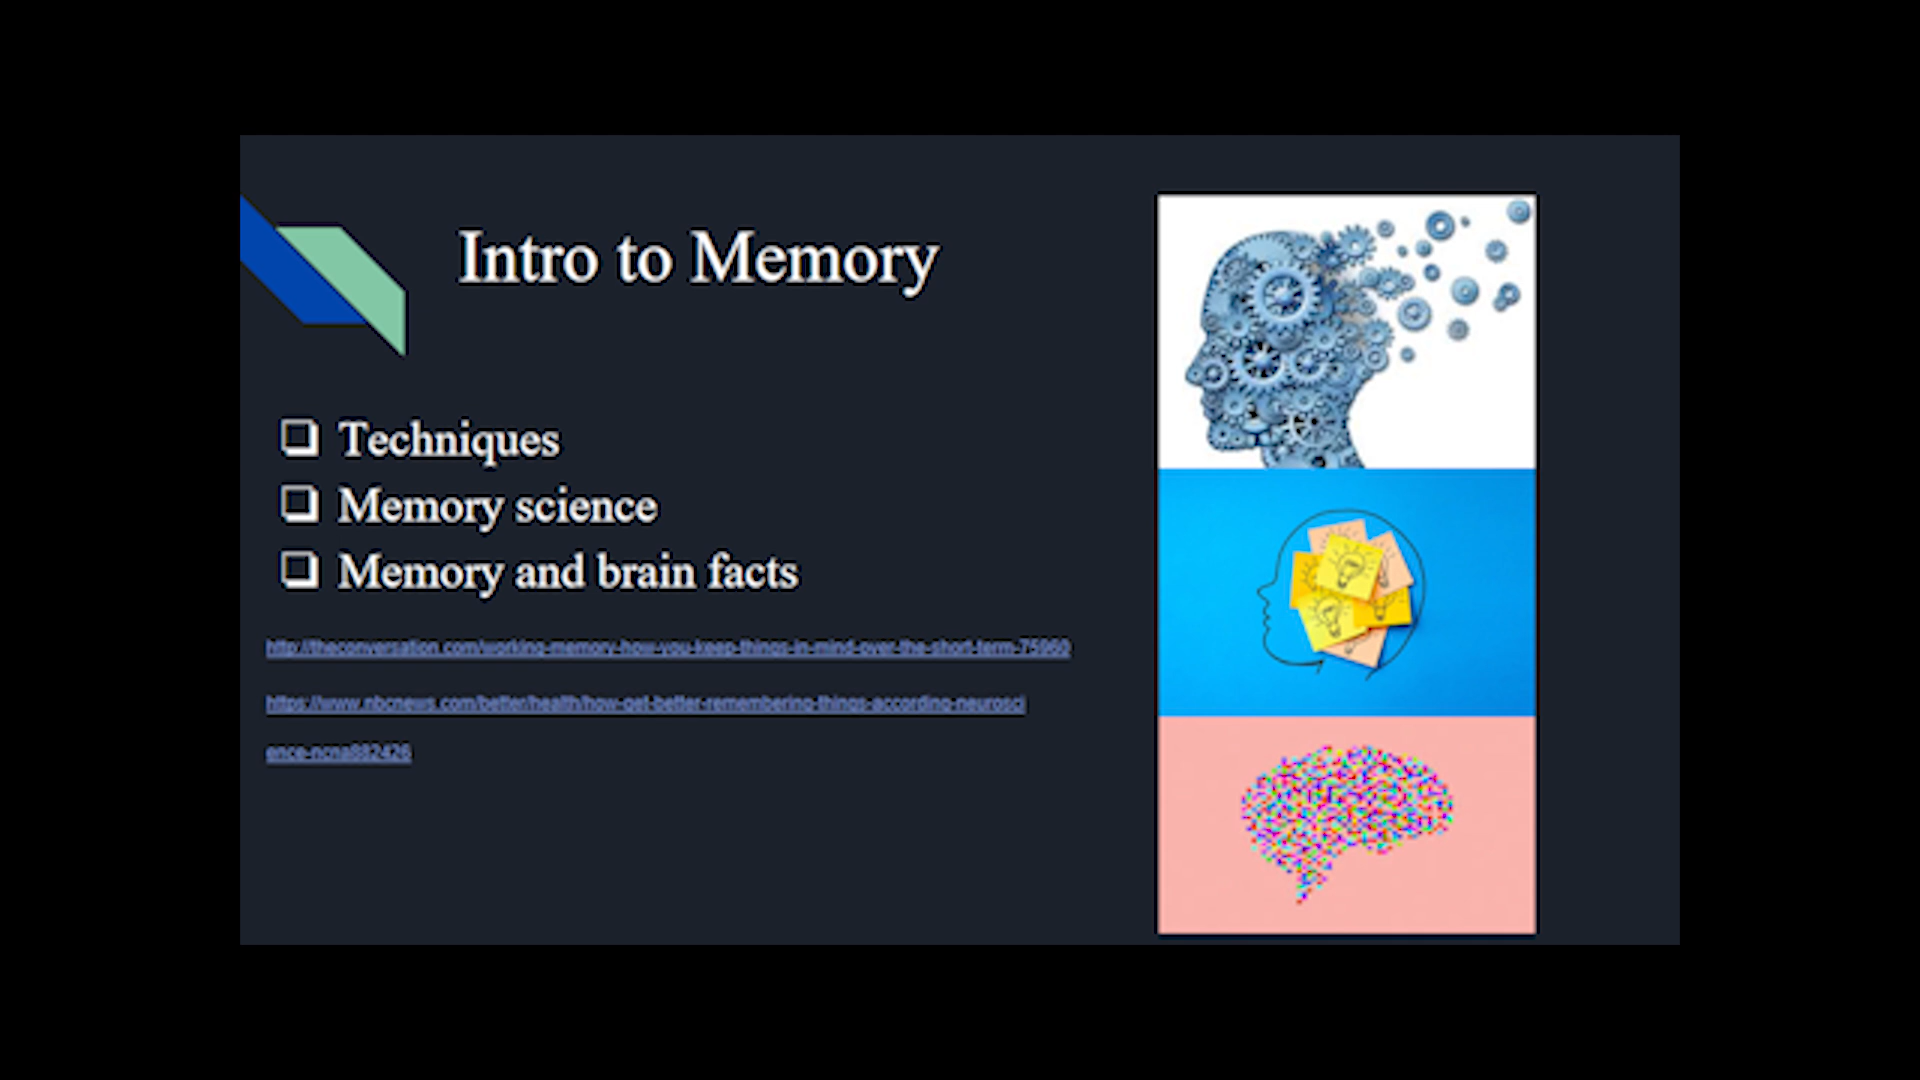 Intro to Memory
Techniques
Memory science
Memory and brain facts
http://theconversation.com/working-memory-how-you-keep-things-in-mind-over-the-short-term-75960
https://www.nbcnews.com/better/health/how-get-better-remembering-things-according-neurosci
ence-ncna882426